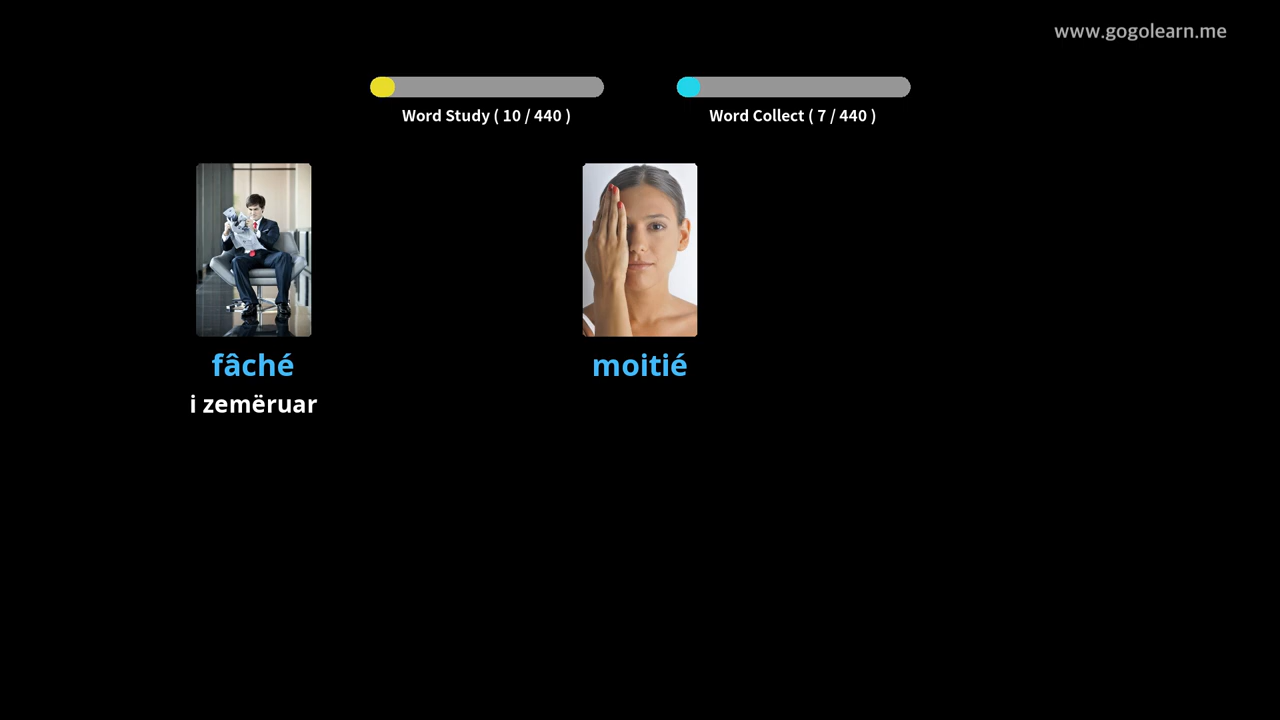 www.gogolearn.me
Word Study ( 10 / 440 )
Word Collect ( 7 / 440 )
fâché
moitié
i zemëruar